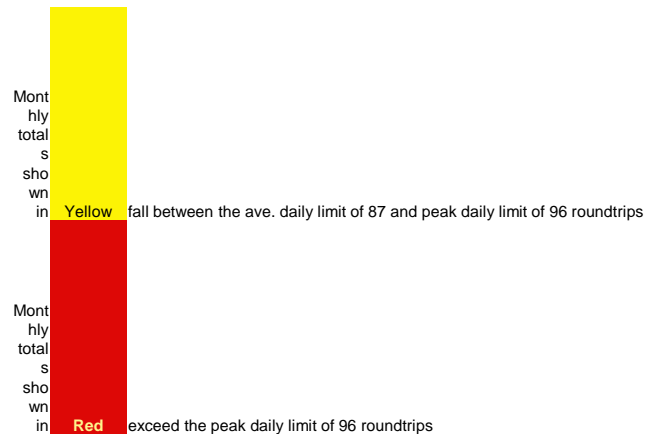 Mont
hly
total
s
sho
wn
in Yellow fall between the ave. daily limit of 87 and peak daily limit of 96 roundtrips
Mont
hly
total
s
sho
wn
in Red exceed the peak daily limit of 96 roundtrips